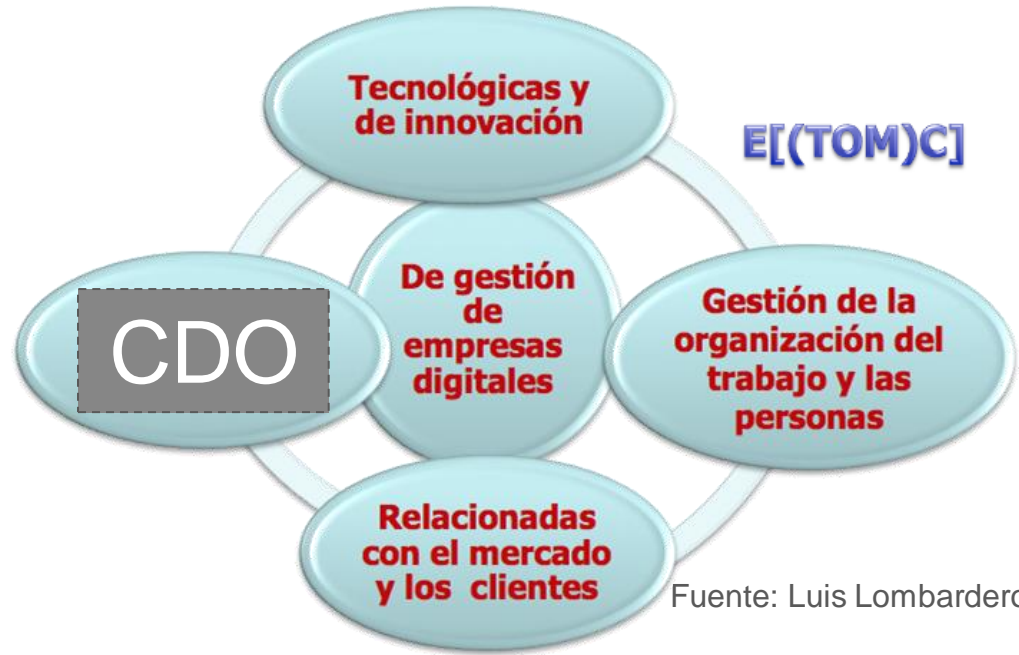 Tecnológicas y
de innovación
E[(TOM)C]
De gestión
de
empresas
digitales
CDO
Gestión de la
organización del
trabajo y las
personas
Relacionadas
con el mercado
y los clientes
Fuente: Luis Lombardero